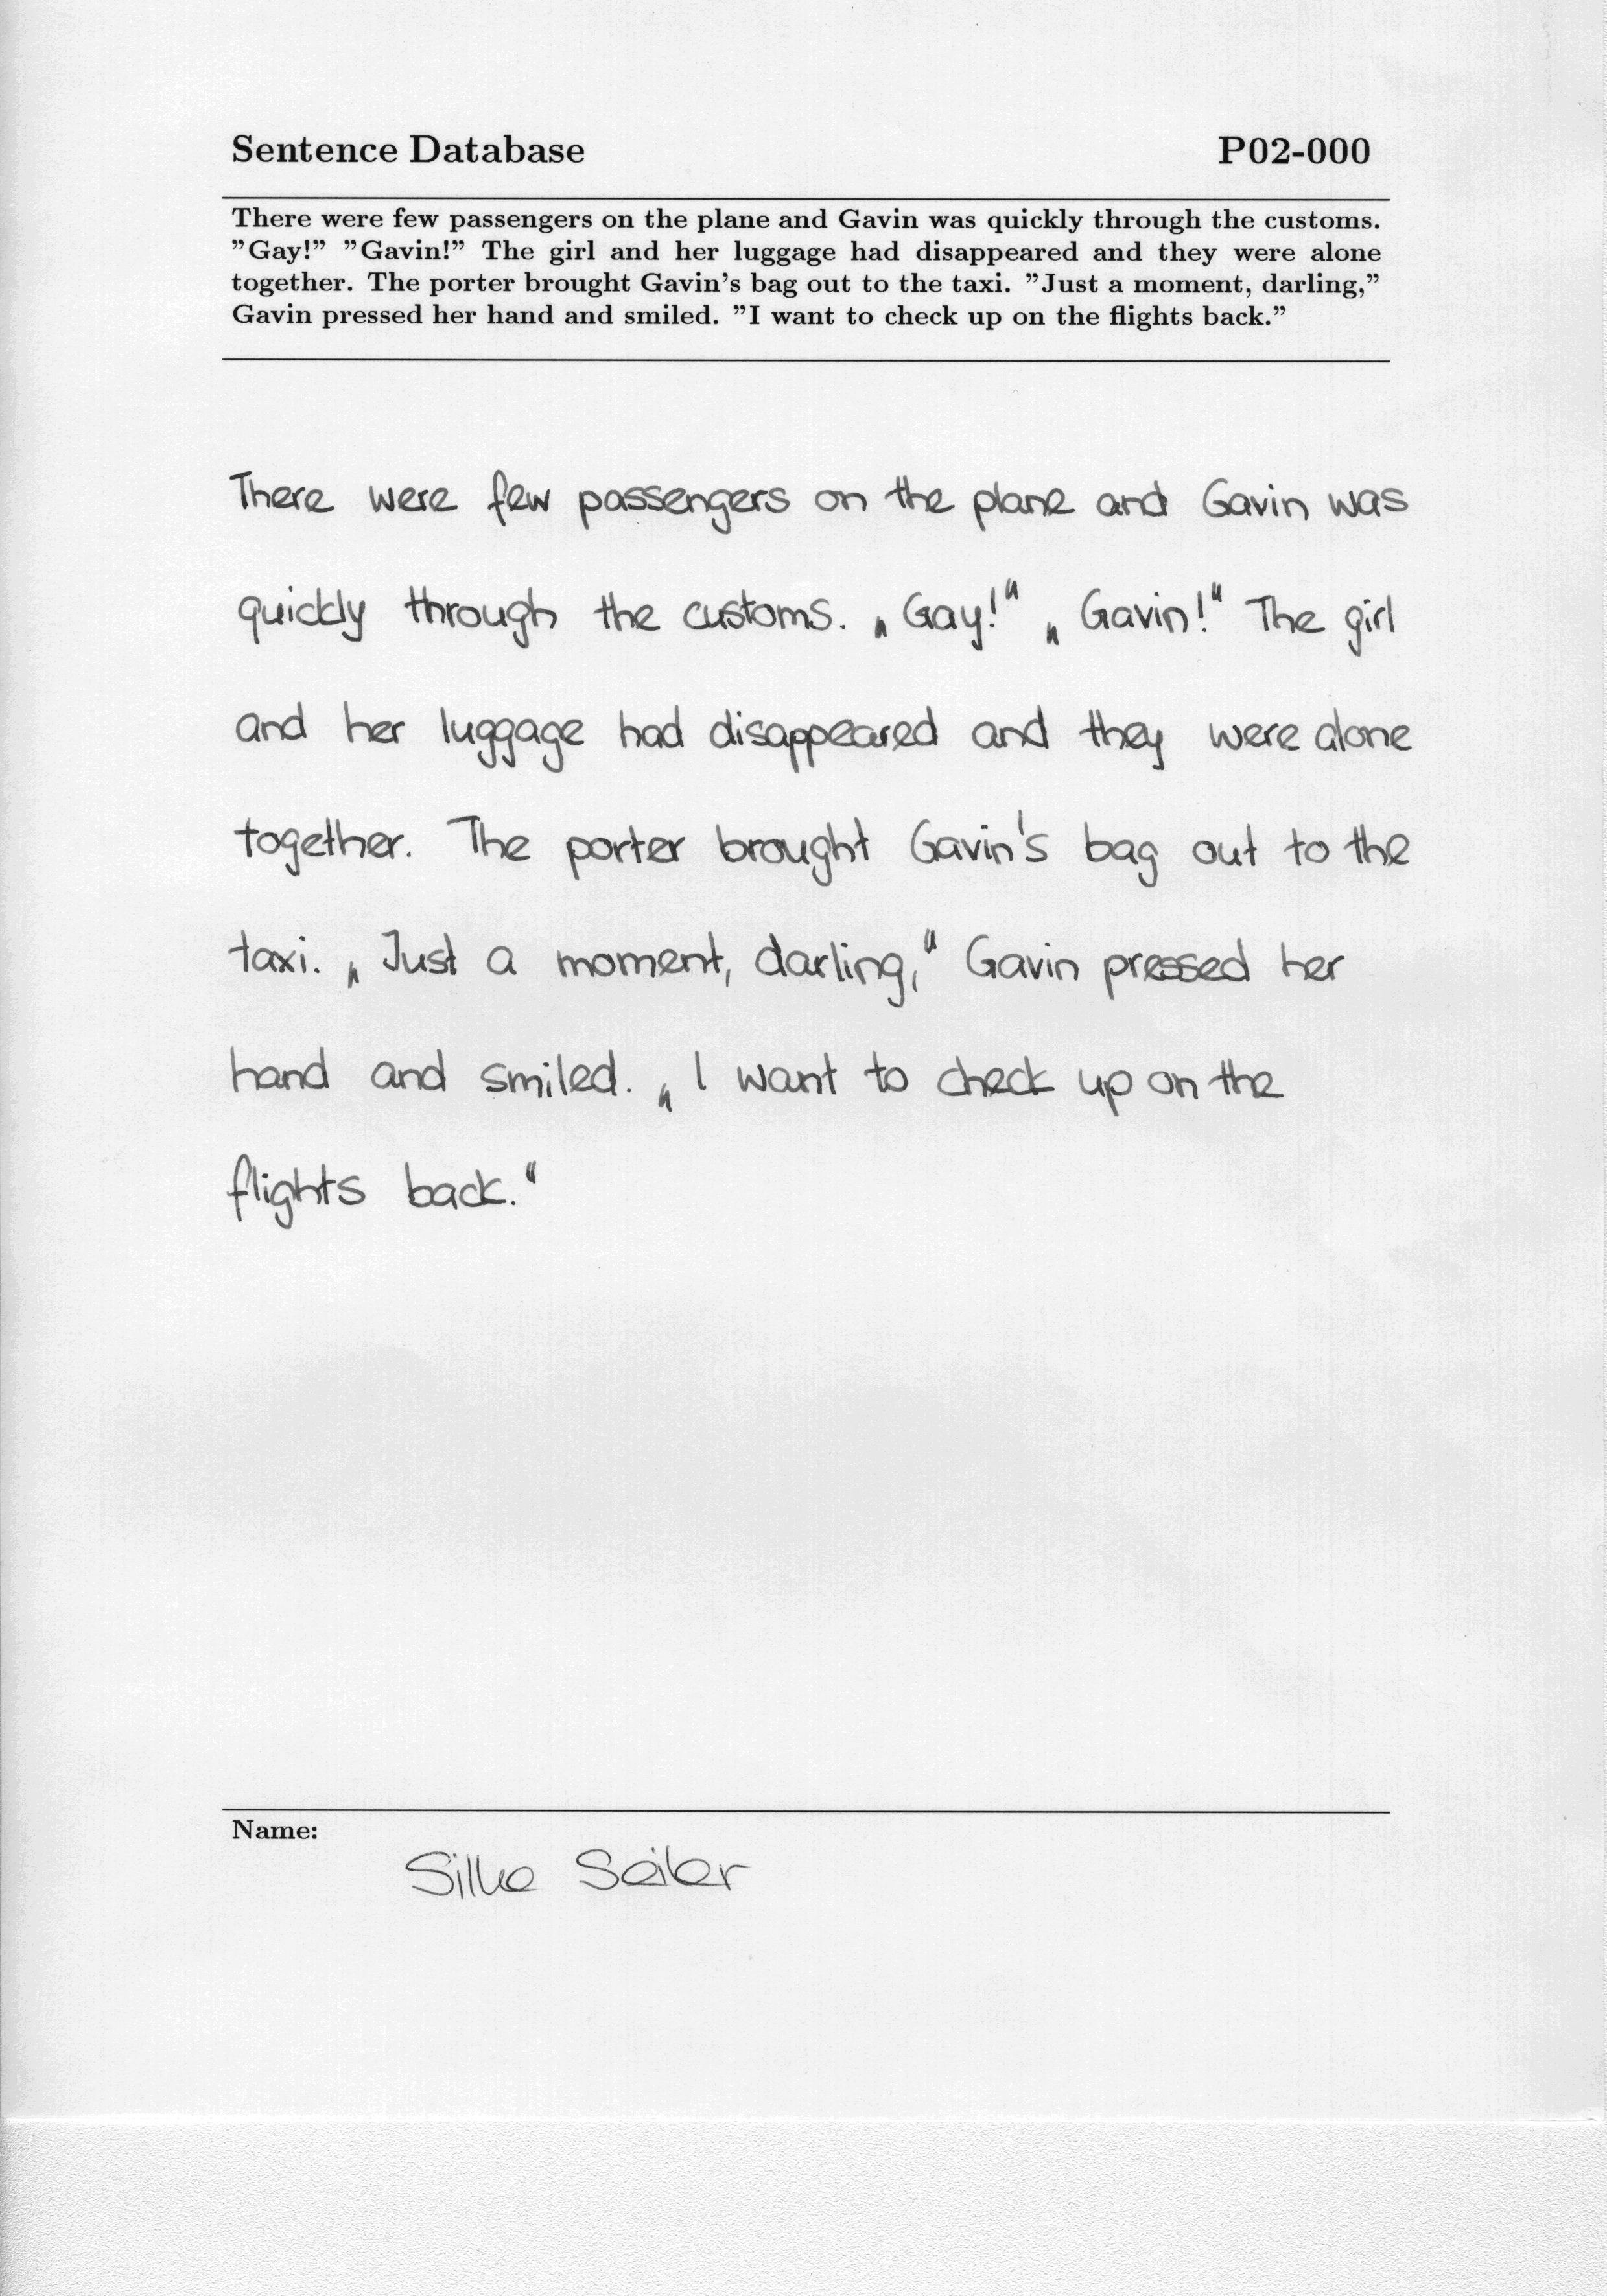 Sentence Database P02-000
There were few passengers on the plane and Gavin was quickly through the customs.
"Gay!" "Gavin!" The girl and her luggage had disappeared and they were alone
together. The porter brought Gavin's bag out to the taxi. "Just a moment, darling,"
Gavin pressed her hand and smiled. "I want to check up on the flights back."
There were few passengers on the plane and Gavin was
quickly through the customs. „Gay!“ „Gavin!“ The girl
and her luggage had disappeared and they were alone
together. The porter brought Gavin's bag out to the
taxi. „Just a moment, darling,“ Gavin pressed her
hand and smiled. „I want to check up on the
flights back.“
Name:
Silke Seiler